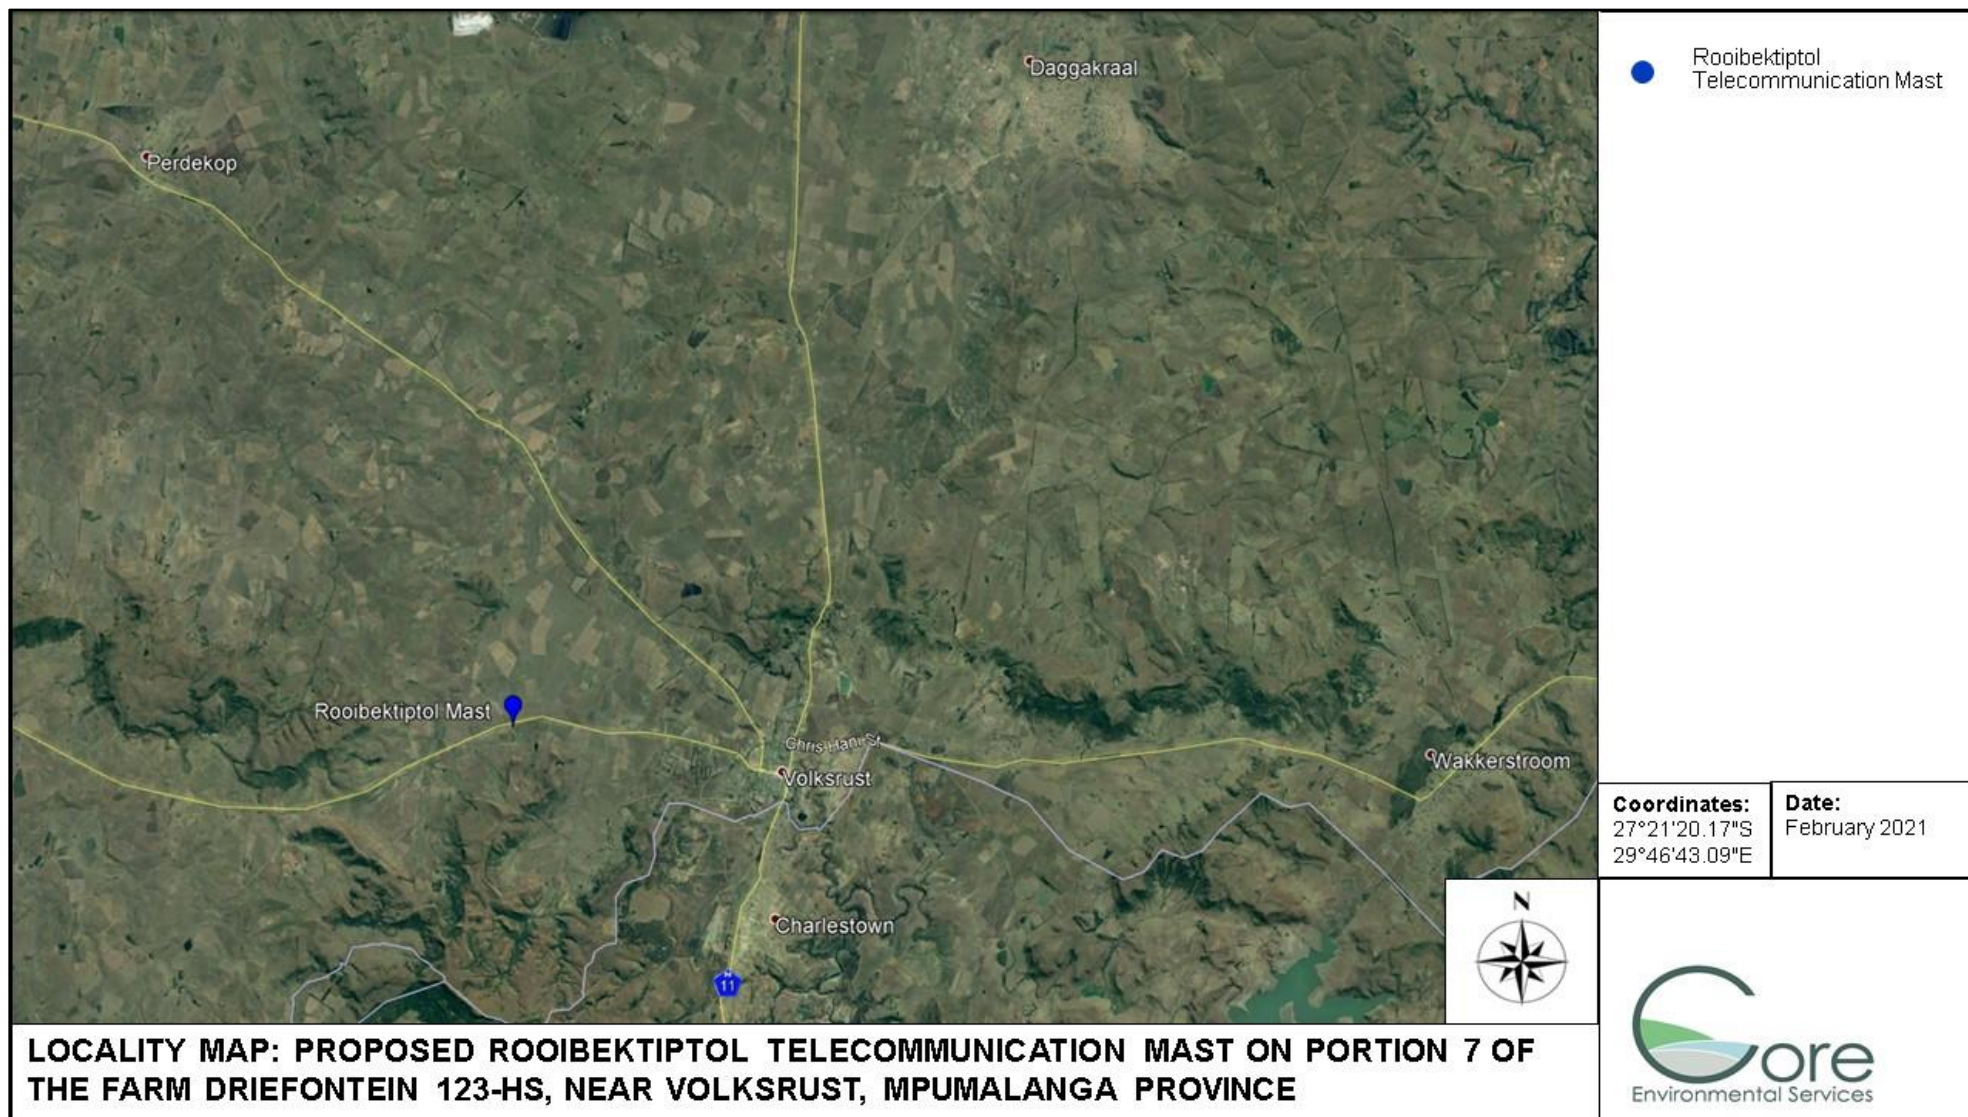 Daggakraal
Perdekop
Rooibektiptol Mast
Chris Hani St
Volksrust
Wakkerstroom
Charlestown
N
11
N
Rooibektiptol
Telecommunication Mast
Coordinates:
27°21'20.17"S
29°46'43.09"E
Date:
February 2021
LOCALITY MAP: PROPOSED ROOIBEKTIPTOL TELECOMMUNICATION MAST ON PORTION 7 OF
THE FARM DRIEFONTEIN 123-HS, NEAR VOLKSRUST, MPUMALANGA PROVINCE
Core
Environmental Services